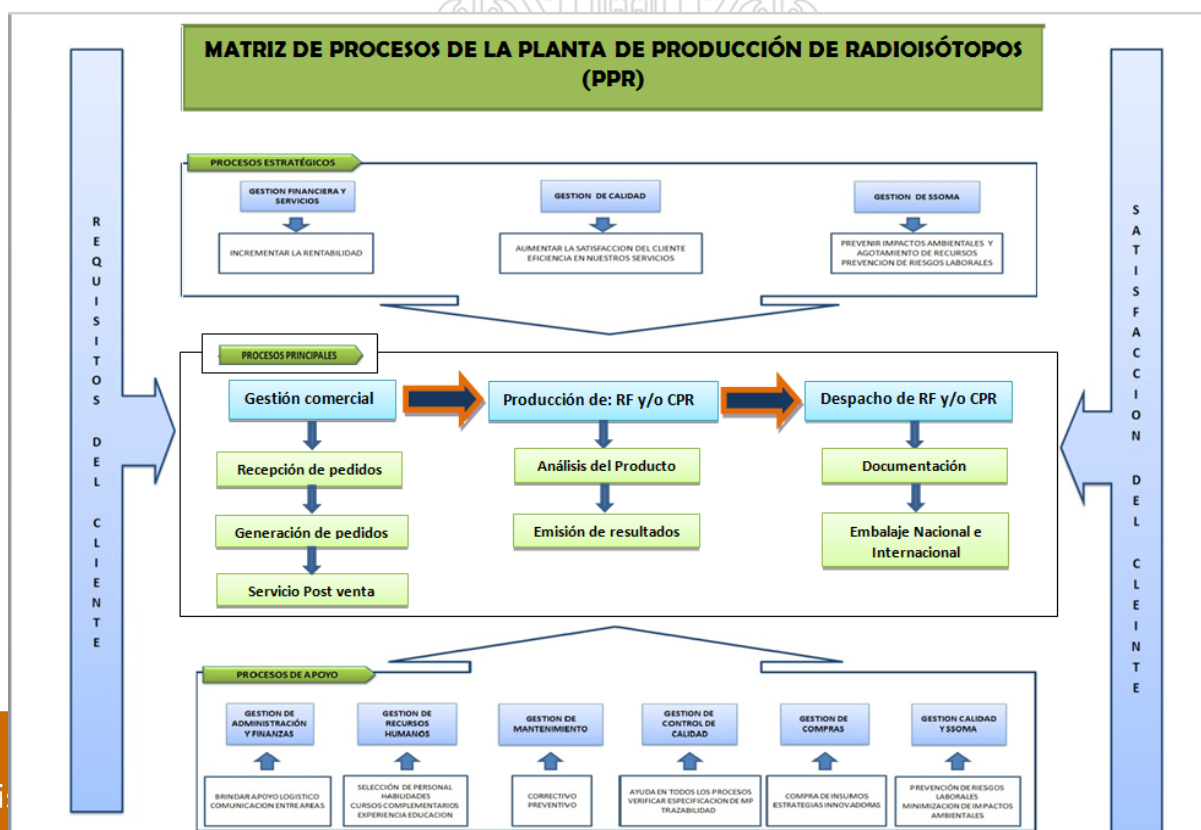 MATRIZ DE PROCESOS DE LA PLANTA DE PRODUCCIÓN DE RADIOISÓTOPOS
(PPR)
REQUISITOS DEL CLIENTE
PROCESOS ESTRATÉGICOS
GESTION FINANCIERA Y
SERVICIOS
INCREMENTAR LA RENTABILIDAD
GESTION DE CALIDAD
AUMENTAR LA SATISFACCION DEL CLIENTE
EFICIENCIA EN NUESTROS SERVICIOS
GESTION DE SSOMA
PREVENIR IMPACTOS AMBIENTALES Y
AGOTAMIENTO DE RECURSOS
PREVENCION DE RIESGOS LABORALES
PROCESOS PRINCIPALES
Gestión comercial
Recepción de pedidos
Generación de pedidos
Servicio Post venta
Producción de: RF y/o CPR
Análisis del Producto
Emisión de resultados
Despacho de RF y/o CPR
Documentación
Embalaje Nacional e
Internacional
PROCESOS DE APOYO
GESTION DE
ADMINISTRACIÓN
Y FINANZAS
BRINDAR APOYO LOGISTICO
COMUNICACION ENTRE AREAS
GESTION DE
RECURSOS
HUMANOS
SELECCIÓN DE PERSONAL
HABILIDADES
CURSOS COMPLEMENTARIOS
EXPERIENCIA EDUCACION
GESTION DE
MANTENIMIENTO
CORRECTIVO
PREVENTIVO
GESTION DE
CONTROL DE
CALIDAD
AYUDA EN TODOS LOS PROCESOS
VERIFICAR ESPECIFICACION DE MP
TRAZABILIDAD
GESTION DE
COMPRAS
COMPRA DE INSUMOS
ESTRATEGIAS INNOVADORAS
GESTION CALIDAD
Y SSOMA
PREVENCIÓN DE RIESGOS
LABORALES
MINIMIZACION DE IMPACTOS
AMBIENTALES
SATISFACCION DEL CLEINTE